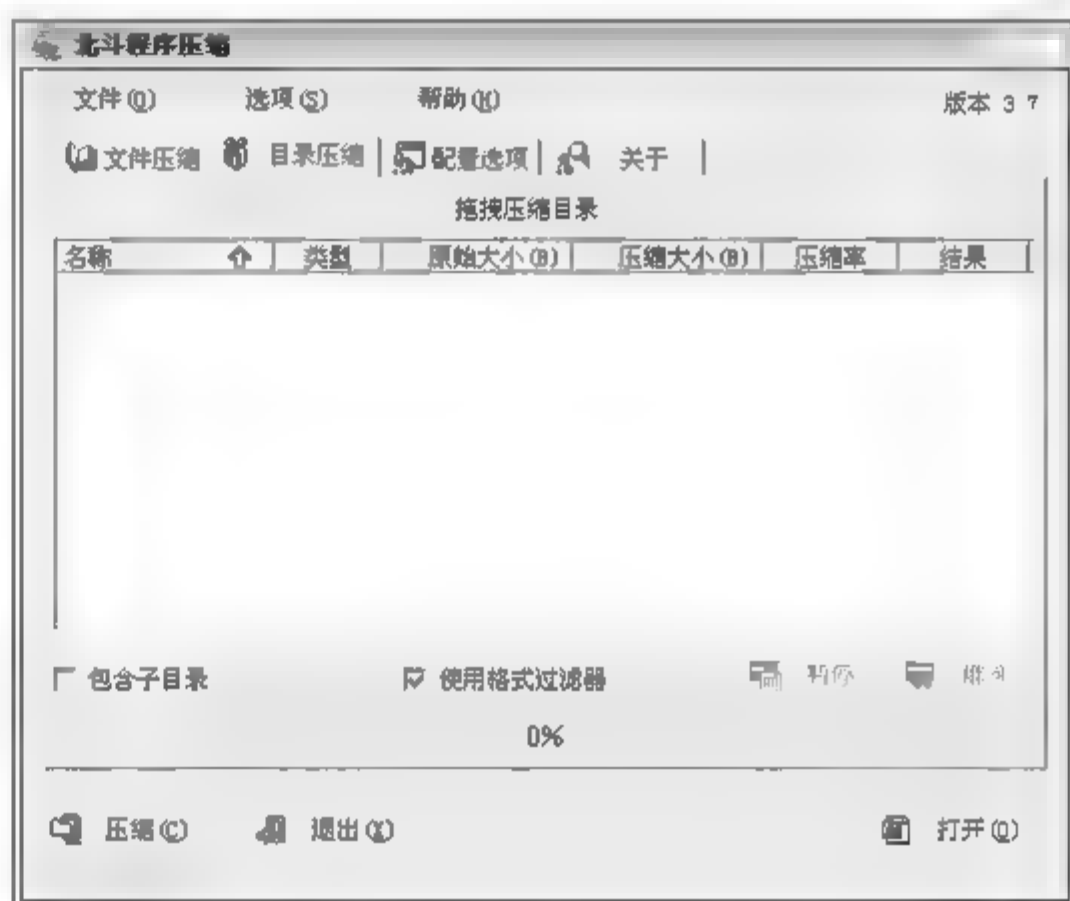 北斗程序压缩
文件(O) 选项(S) 帮助(H) 版本 3 7
文件压缩 目录压缩 配置选项 关于
拖拽压缩目录
名称 类型 原始大小(B) 压缩大小(B) 压缩率 结果
包含子目录 使用格式过滤器 暂停
0%
压缩(C) 退出(X) 打开(O)